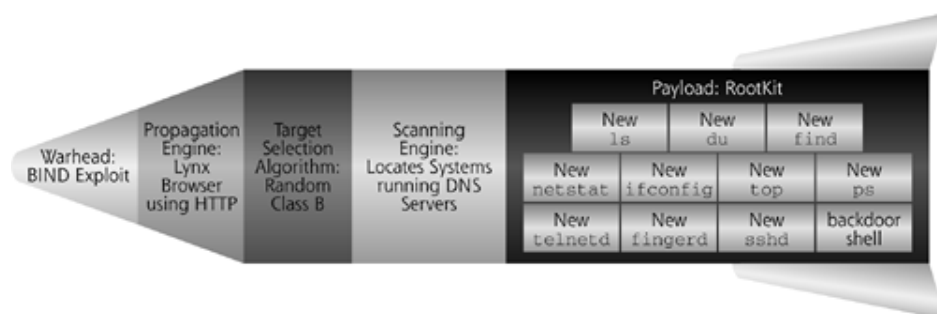 Warhead:
BIND Exploit
Propagation
Engine:
Lynx
Browser
using HTTP
Target
Selection
Algorithm:
Random
Class B
Scanning
Engine:
Locates Systems
running DNS
Servers
Payload: RootKit
New
ls
New
du
New
find
New
netstat
New
ifconfig
New
top
New
ps
New
telnetd
New
fingerd
New
sshd
backdoor
shell